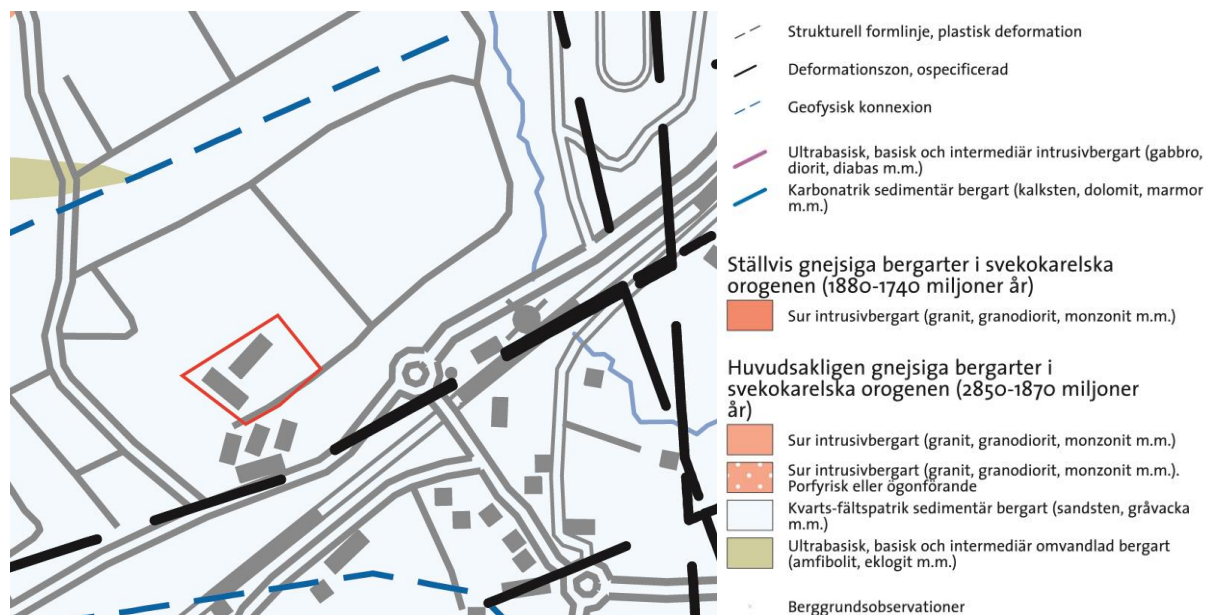 Strukturell formlinje, plastisk deformation
Deformationszon, ospecificerad
Geofysisk konnexion
Ultrabasisk, basisk och intermediär intrusivbergart (gabbro,
diorit, diabas m.m.)
Karbonatrik sedimentär bergart (kalksten, dolomit, marmor
m.m.)
Ställvis gnejsiga bergarter i svekokarelska
orogenen (1880-1740 miljoner år)
Sur intrusivbergart (granit, granodiorit, monzonit m.m.)
Huvudsakligen gnejsiga bergarter i
svekokarelska orogenen (2850-1870 miljoner
år)
Sur intrusivbergart (granit, granodiorit, monzonit m.m.)
Sur intrusivbergart (granit, granodiorit, monzonit m.m.).
Porfyrisk eller ögonförande
Kvarts-fältspatrik sedimentär bergart (sandsten, gråvacka
m.m.)
Ultrabasisk, basisk och intermediär omvandlad bergart
(amfibolit, eklogit m.m.)
Berggrundsobservationer